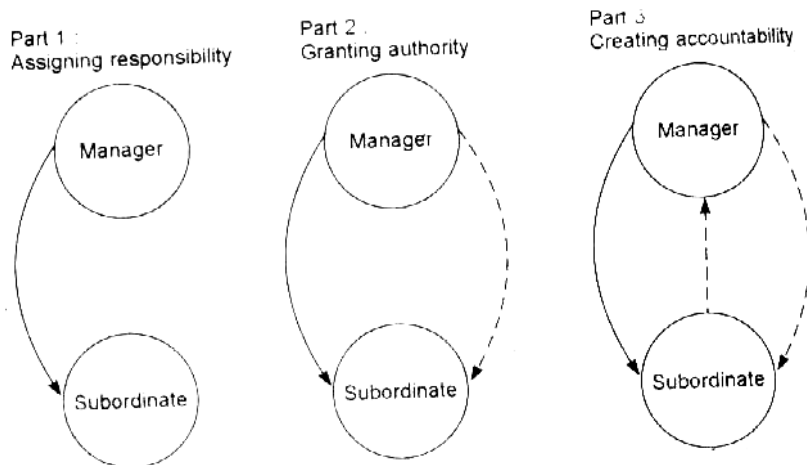 Part 1 :
Assigning responsibility
Manager
Subordinate
Part 2 :
Granting authority
Manager
Subordinate
Part 3
Creating accountability
Manager
Subordinate